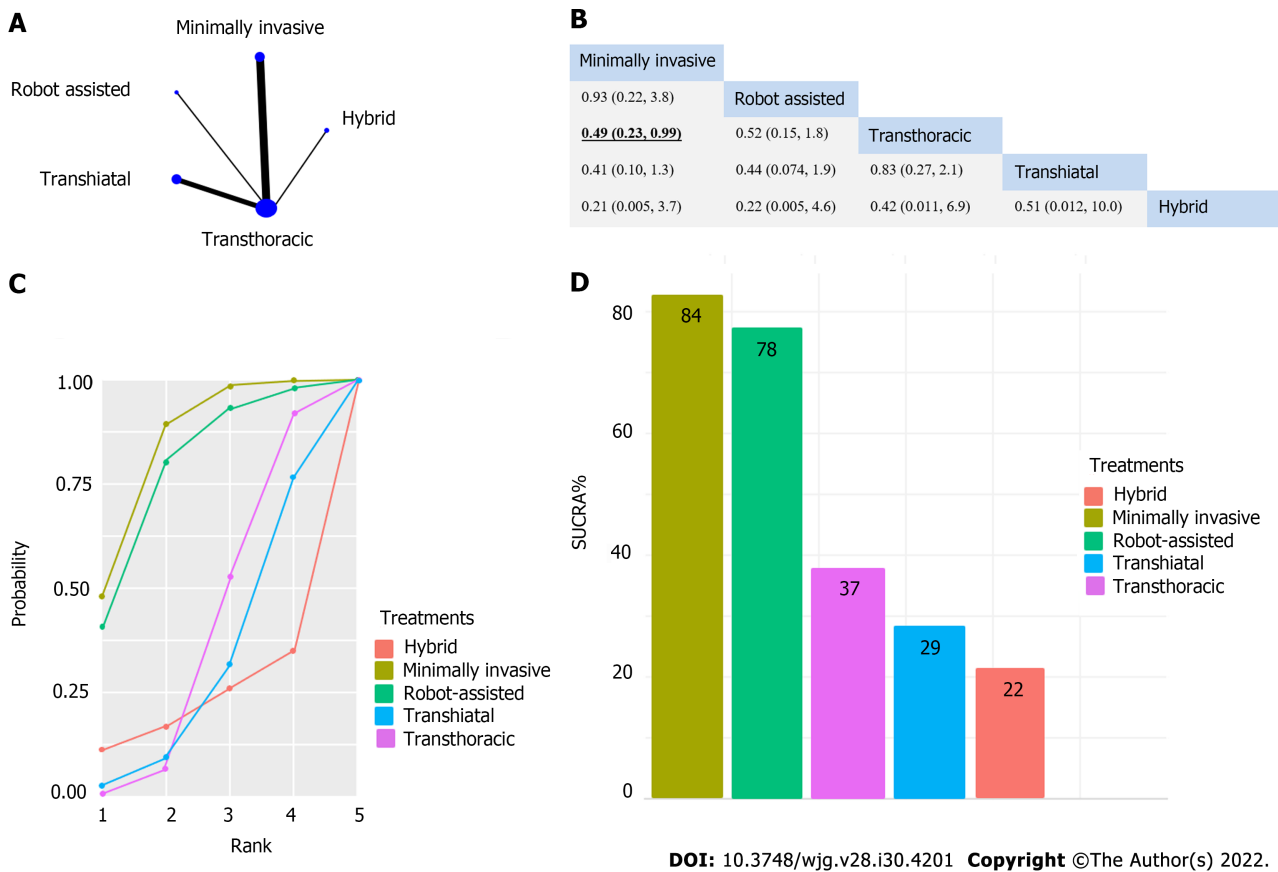 A
Minimally invasive
Robot assisted
Hybrid
Transhiatal
Transthoracic
B
Minimally invasive
0.93 (0.22, 3.8) Robot assisted
0.49 (0.23, 0.99) 0.52 (0.15, 1.8) Transthoracic
0.41 (0.10, 1.3) 0.44 (0.074, 1.9) 0.83 (0.27, 2.1) Transhiatal
0.21 (0.005, 3.7) 0.22 (0.005, 4.6) 0.42 (0.011, 6.9) 0.51 (0.012, 10.0) Hybrid
C
1.00
0.75
0.50
0.25
0.00
Probability
1 2 3 4 5
Rank
Treatments
Hybrid
Minimally invasive
Robot-assisted
Transhiatal
Transthoracic
D
80
60
40
20
0
SUCRA%
84
78
37
29
22
Treatments
Hybrid
Minimally invasive
Robot-assisted
Transhiatal
Transthoracic
DOI: 10.3748/wjg.v28.i30.4201 Copyright ©The Author(s) 2022.